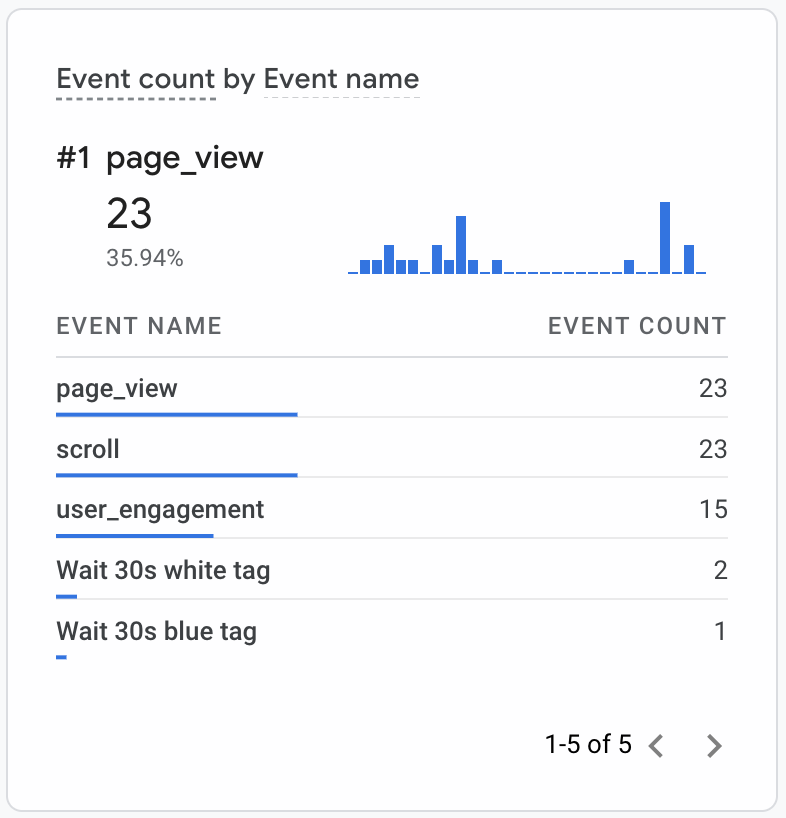 Event count by Event name
#1 page_view
23
35.94%
EVENT NAME EVENT COUNT
page_view 23
scroll 23
user_engagement 15
Wait 30s white tag 2
Wait 30s blue tag 1
1-5 of 5